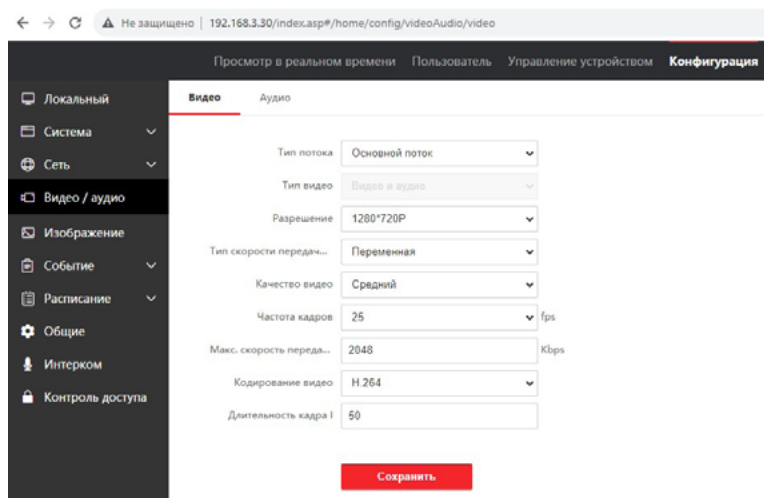 Не защищено | 192.168.3.30/index.asp#/home/config/videoAudio/video
Просмотр в реальном времени Пользователь Управление устройством Конфигурация
Локальный
Система
Сеть
Видео / аудио
Изображение
Событие
Расписание
Общие
Интерком
Контроль доступа
Видео Аудио
Тип потока Основной поток
Тип видео Видео и аудио
Разрешение 1280*720P
Тип скорости передач... Переменная
Качество видео Средний
Частота кадров 25 fps
Макс. скорость переда... 2048 Kbps
Кодирование видео H.264
Длительность кадра I 50
Сохранить